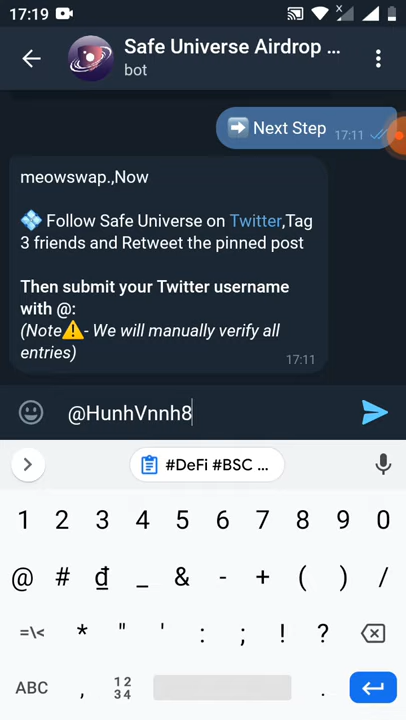 17:19
Safe Universe Airdrop ...
bot
➡️ Next Step
17:11
meowswap.,Now
💠 Follow Safe Universe on Twitter,Tag
3 friends and Retweet the pinned post
Then submit your Twitter username
with @:
(Note⚠️- We will manually verify all
entries)
17:11
@HunhVnnh8
#DeFi #BSC ...
1 2 3 4 5 6 7 8 9 0
@ # ₫ _ & - + ( ) /
=\< * " ' : ; ! ?
ABC , 12 .
34